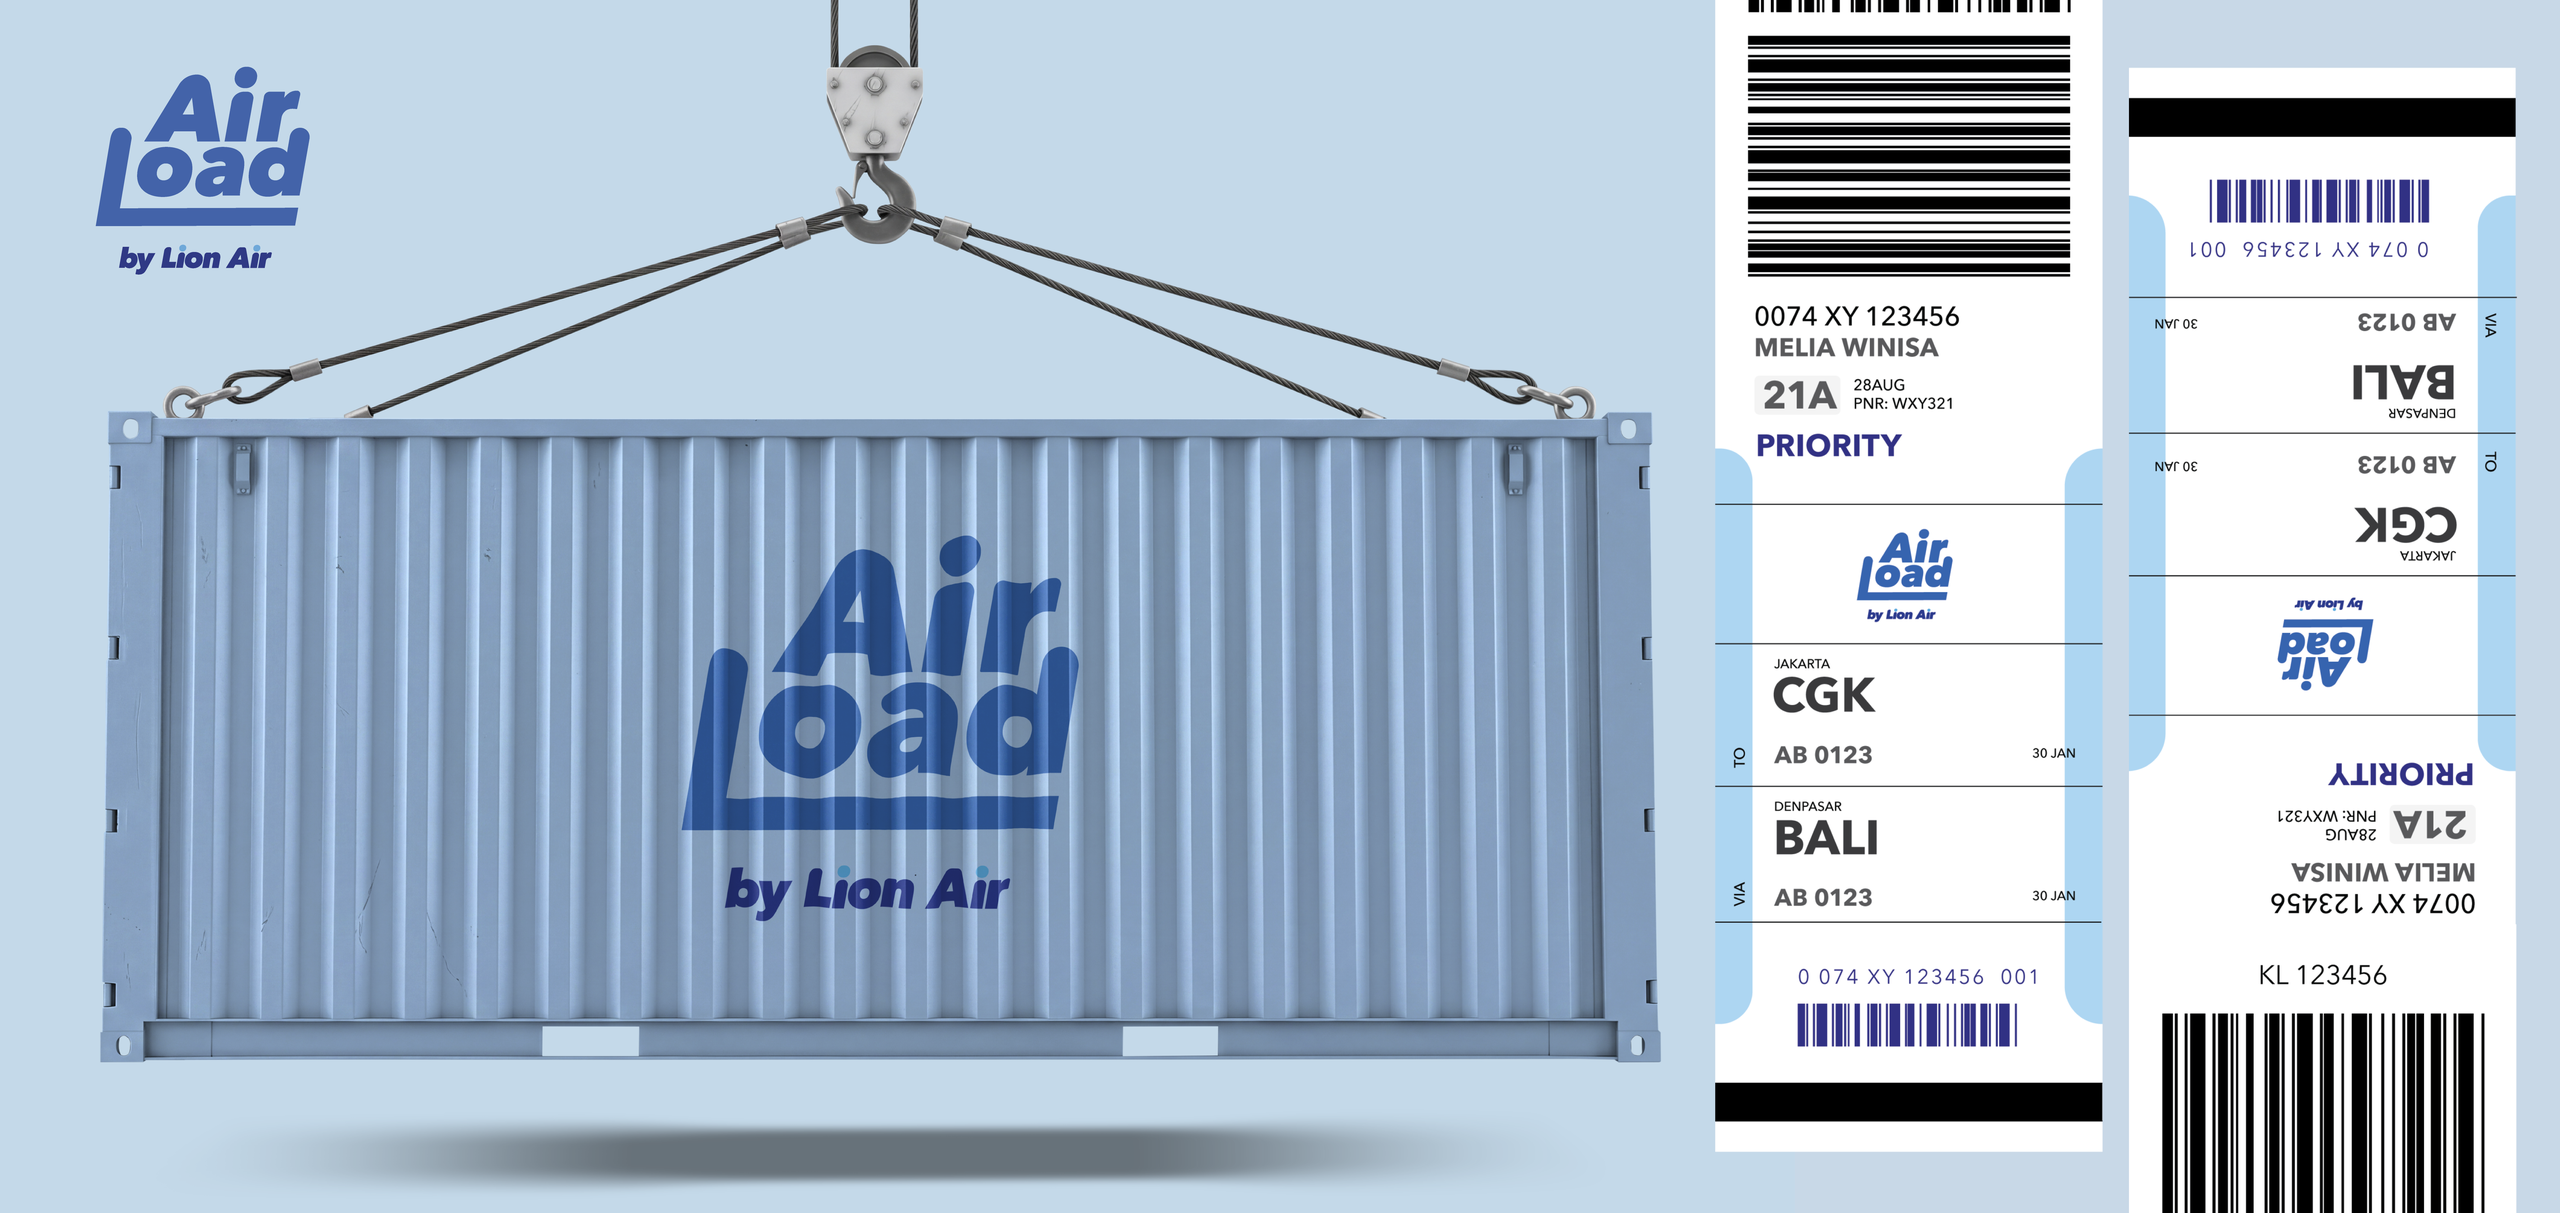 Air
Load
by Lion Air
Air
Load
by Lion Air
0074 XY 123456
MELIA WINISA
21A
28AUG
PNR: WXY321
PRIORITY
Air
Load
by Lion Air
JAKARTA
CGK
TO
AB 0123
30 JAN
DENPASAR
BALI
VIA
AB 0123
30 JAN
0 074 XY 123456 001
KL 123456
0074 XY 123456
MELIA WINISA
21A
28AUG
PNR: WXY321
PRIORITY
Air
Load
by Lion Air
JAKARTA
CGK
TO
AB 0123
30 JAN
DENPASAR
BALI
VIA
AB 0123
30 JAN
0 074 XY 123456 001